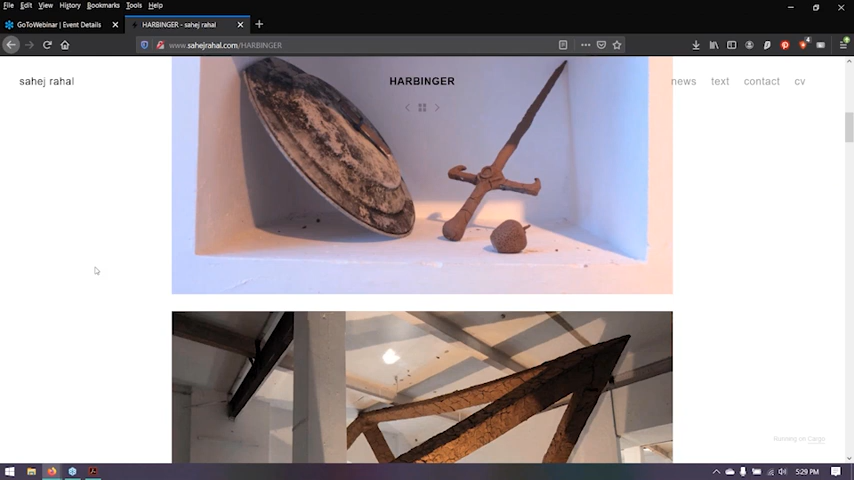 File Edit View History Bookmarks Tools Help
GoToWebinar | Event Details
HARBINGER - sahej rahal
www.sahejrahal.com/HARBINGER
sahej rahal
HARBINGER
news text contact cv
Running on Cargo
5:29 PM